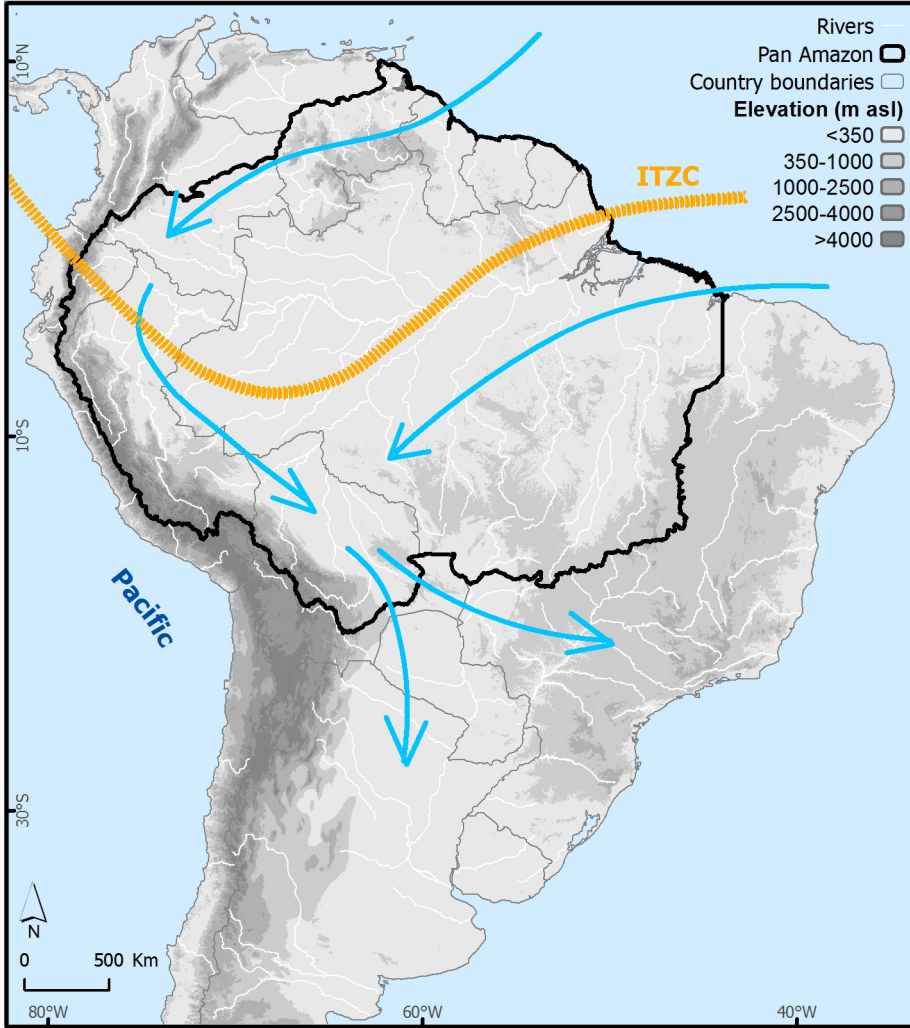 Rivers
Pan Amazon
Country boundaries
Elevation (m asl)
<350
350-1000
1000-2500
2500-4000
>4000
10°N
ITZC
10°S
Pacific
30°S
N
0 500 Km
80°W 60°W 40°W